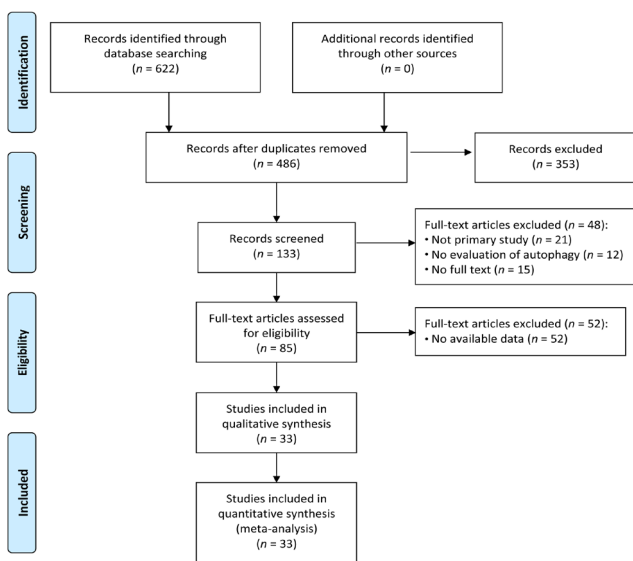 Identification
Records identified through
database searching
(n = 622)
Additional records identified
through other sources
(n = 0)
Records after duplicates removed
(n = 486)
Records excluded
(n = 353)
Screening
Records screened
(n = 133)
Full-text articles excluded (n = 48):
• Not primary study (n = 21)
• No evaluation of autophagy (n = 12)
• No full text (n = 15)
Eligibility
Full-text articles assessed
for eligibility
(n = 85)
Full-text articles excluded (n = 52):
• No available data (n = 52)
Studies included in
qualitative synthesis
(n = 33)
Included
Studies included in
quantitative synthesis
(meta-analysis)
(n = 33)